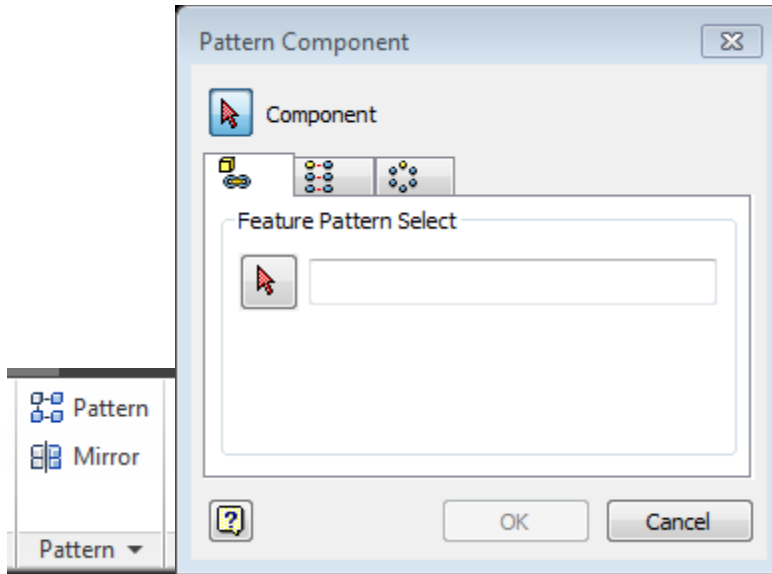 Pattern Component
Component
Feature Pattern Select
OK
Cancel
Pattern
Mirror
Pattern